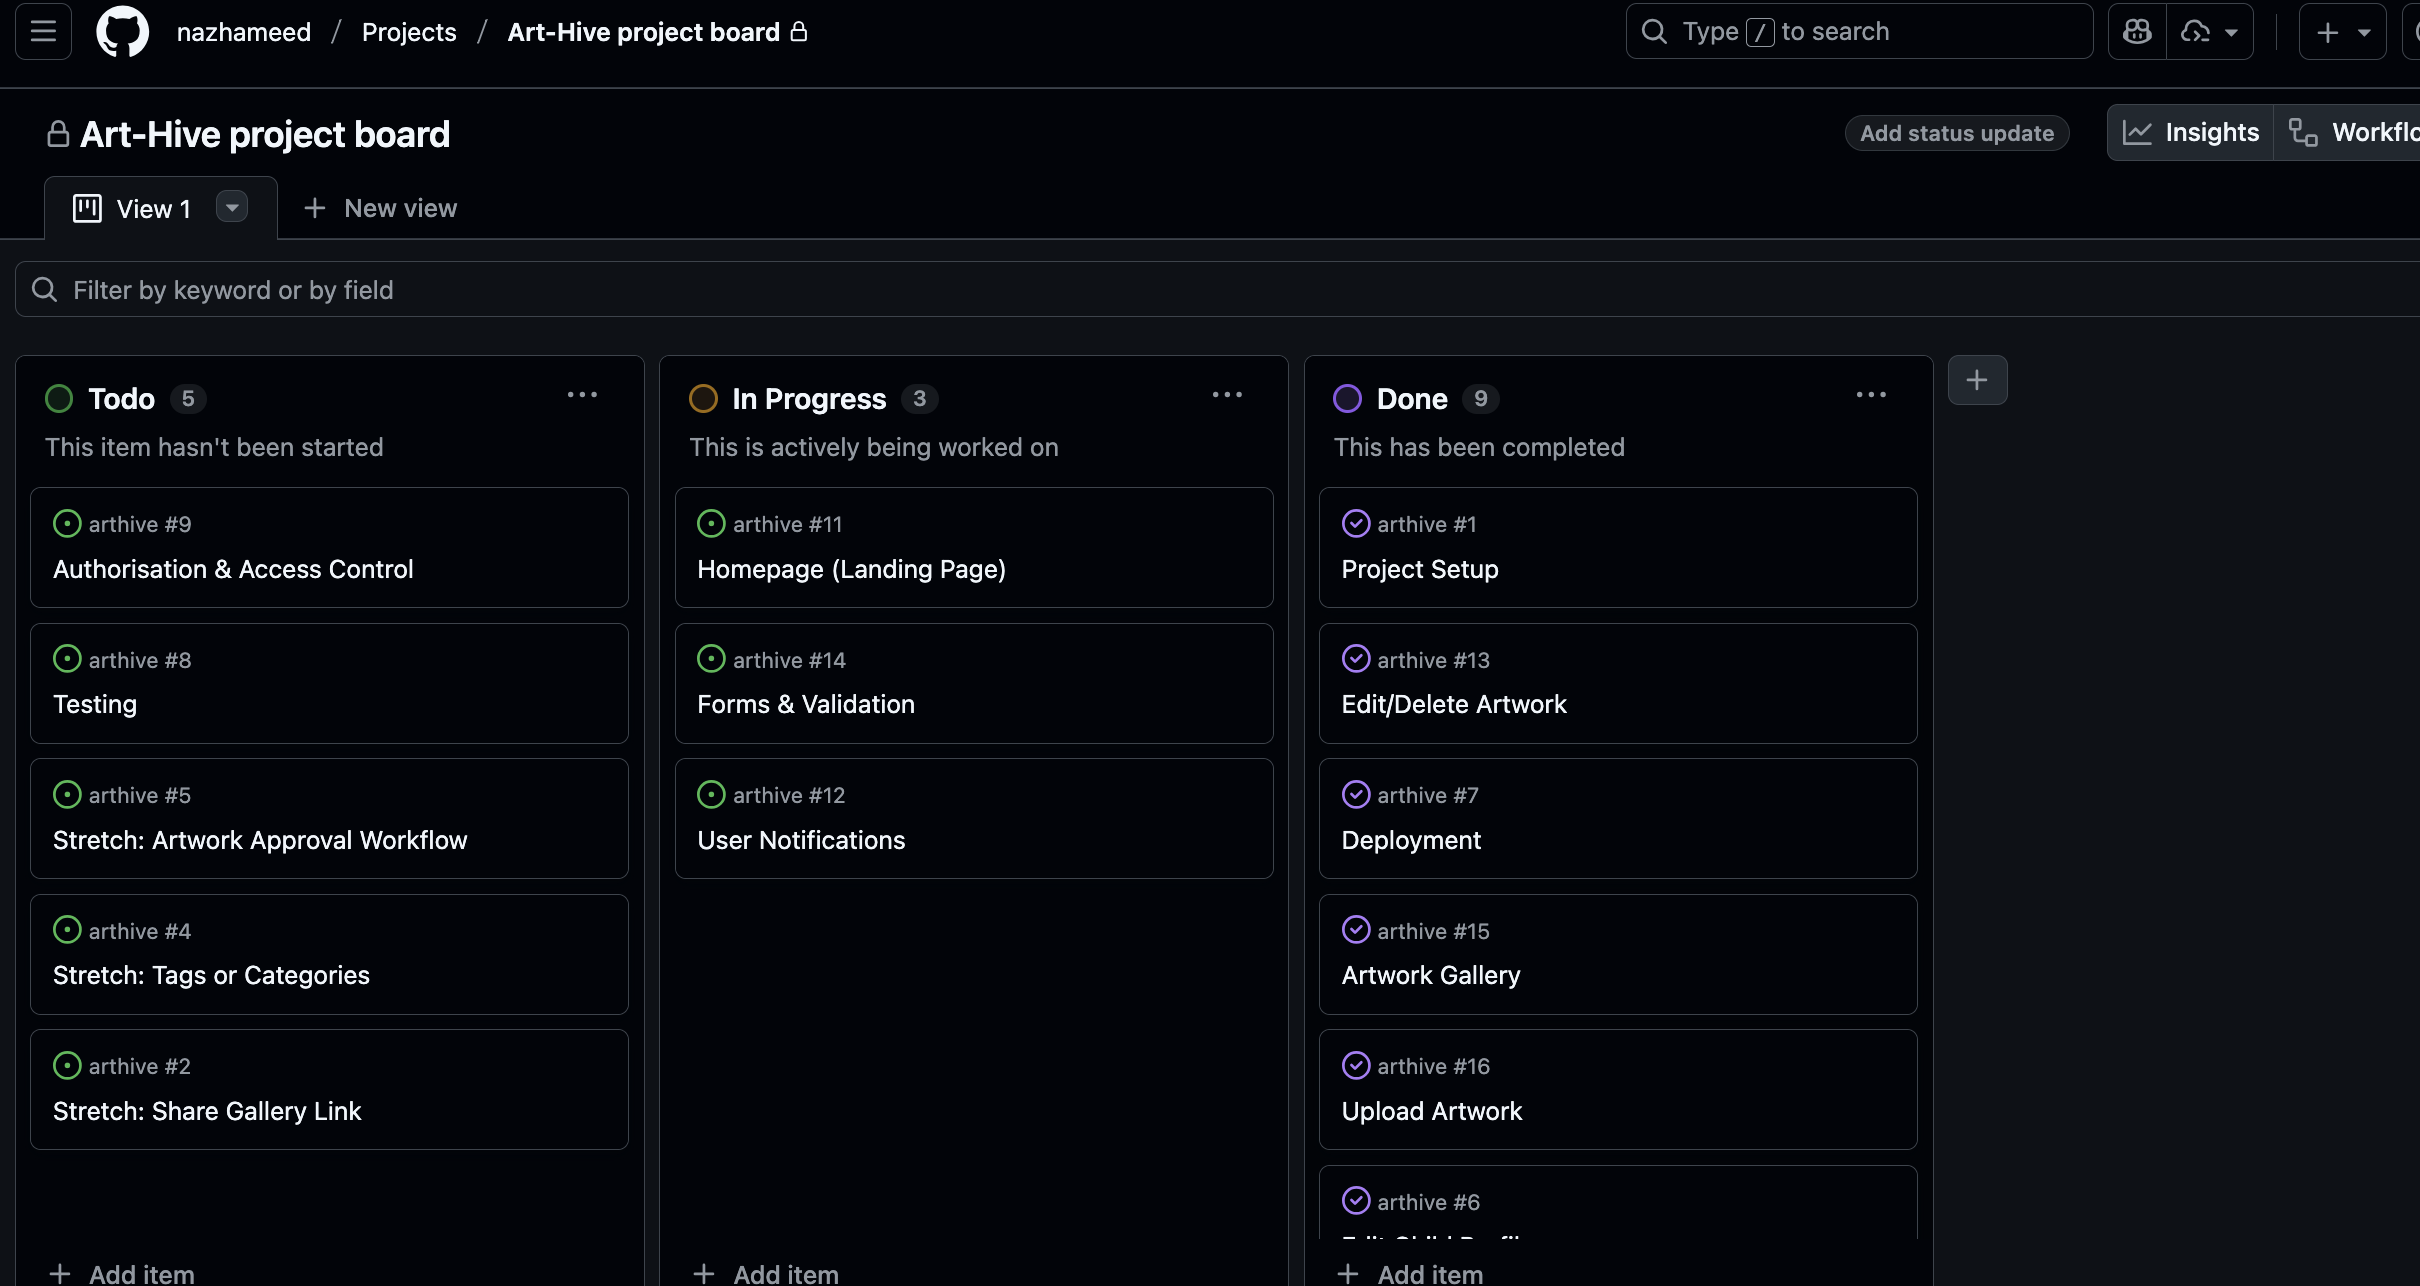 nazhameed / Projects / Art-Hive project board
Type / to search
Art-Hive project board
Add status update
Insights
View 1
New view
Filter by keyword or by field
Todo 5
This item hasn't been started
arthive #9
Authorisation & Access Control
arthive #8
Testing
arthive #5
Stretch: Artwork Approval Workflow
arthive #4
Stretch: Tags or Categories
arthive #2
Stretch: Share Gallery Link
Add item
In Progress 3
This is actively being worked on
arthive #11
Homepage (Landing Page)
arthive #14
Forms & Validation
arthive #12
User Notifications
Add item
Done 9
This has been completed
arthive #1
Project Setup
arthive #13
Edit/Delete Artwork
arthive #7
Deployment
arthive #15
Artwork Gallery
arthive #16
Upload Artwork
arthive #6
Add item